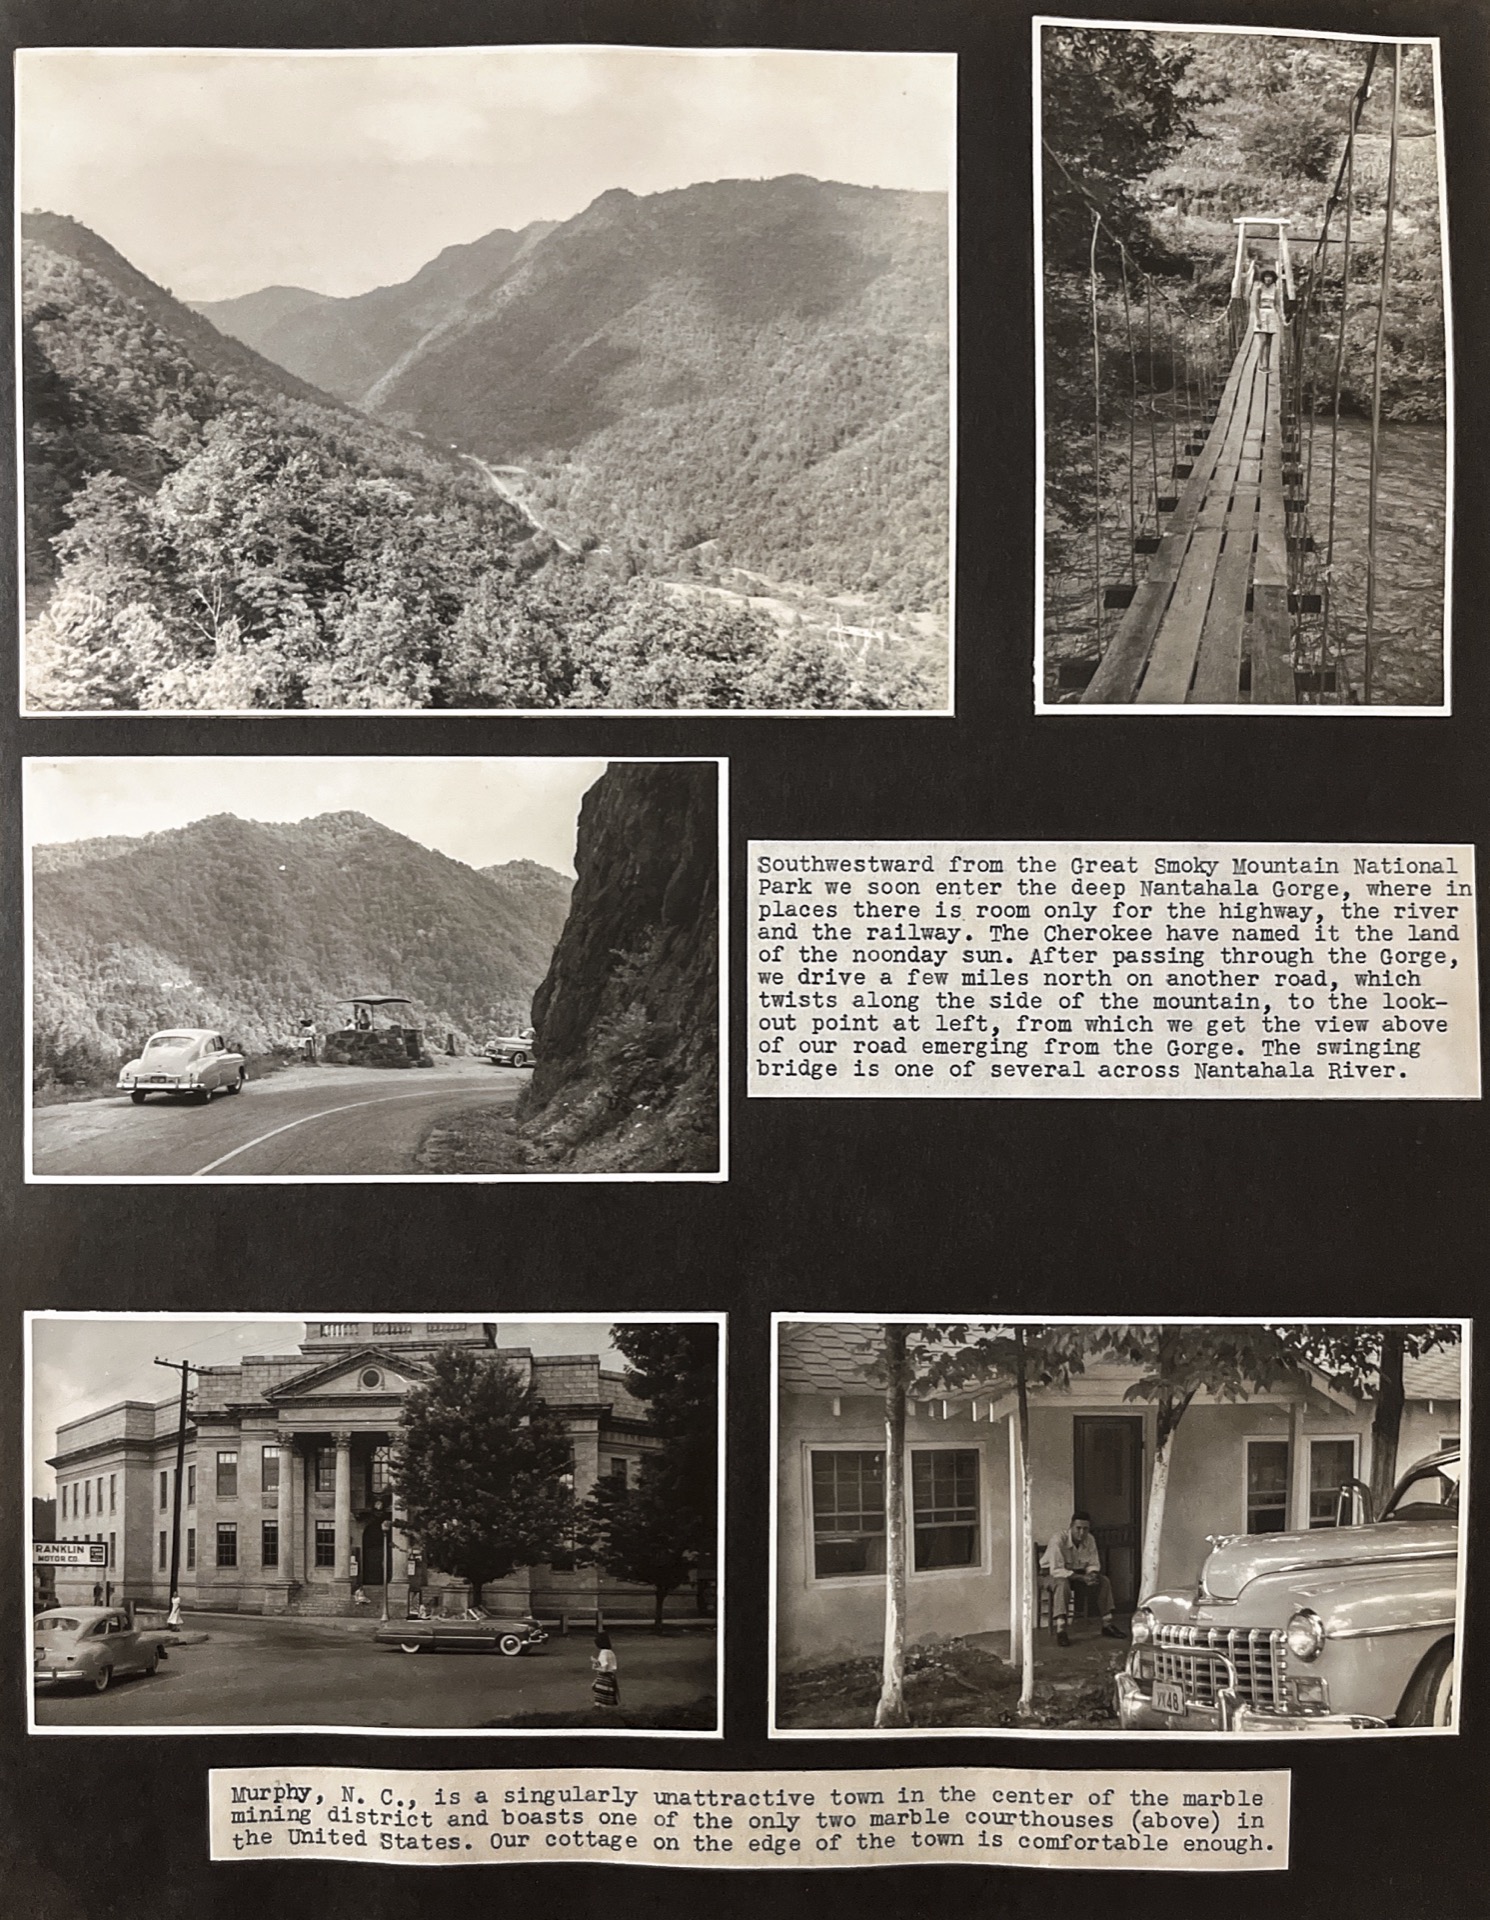 Southwestward from the Great Smoky Mountain National
Park we soon enter the deep Nantahala Gorge, where in
places there is room only for the highway, the river
and the railway. The Cherokee have named it the land
of the noonday sun. After passing through the Gorge,
we drive a few miles north on another road, which
twists along the side of the mountain, to the look-
out point at left, from which we get the view above
of our road emerging from the Gorge. The swinging
bridge is one of several across Nantahala River.
RANKLIN
MOTOR CO.
48
Murphy, N. C., is a singularly unattractive town in the center of the marble
mining district and boasts one of the only two marble courthouses (above) in
the United States. Our cottage on the edge of the town is comfortable enough.